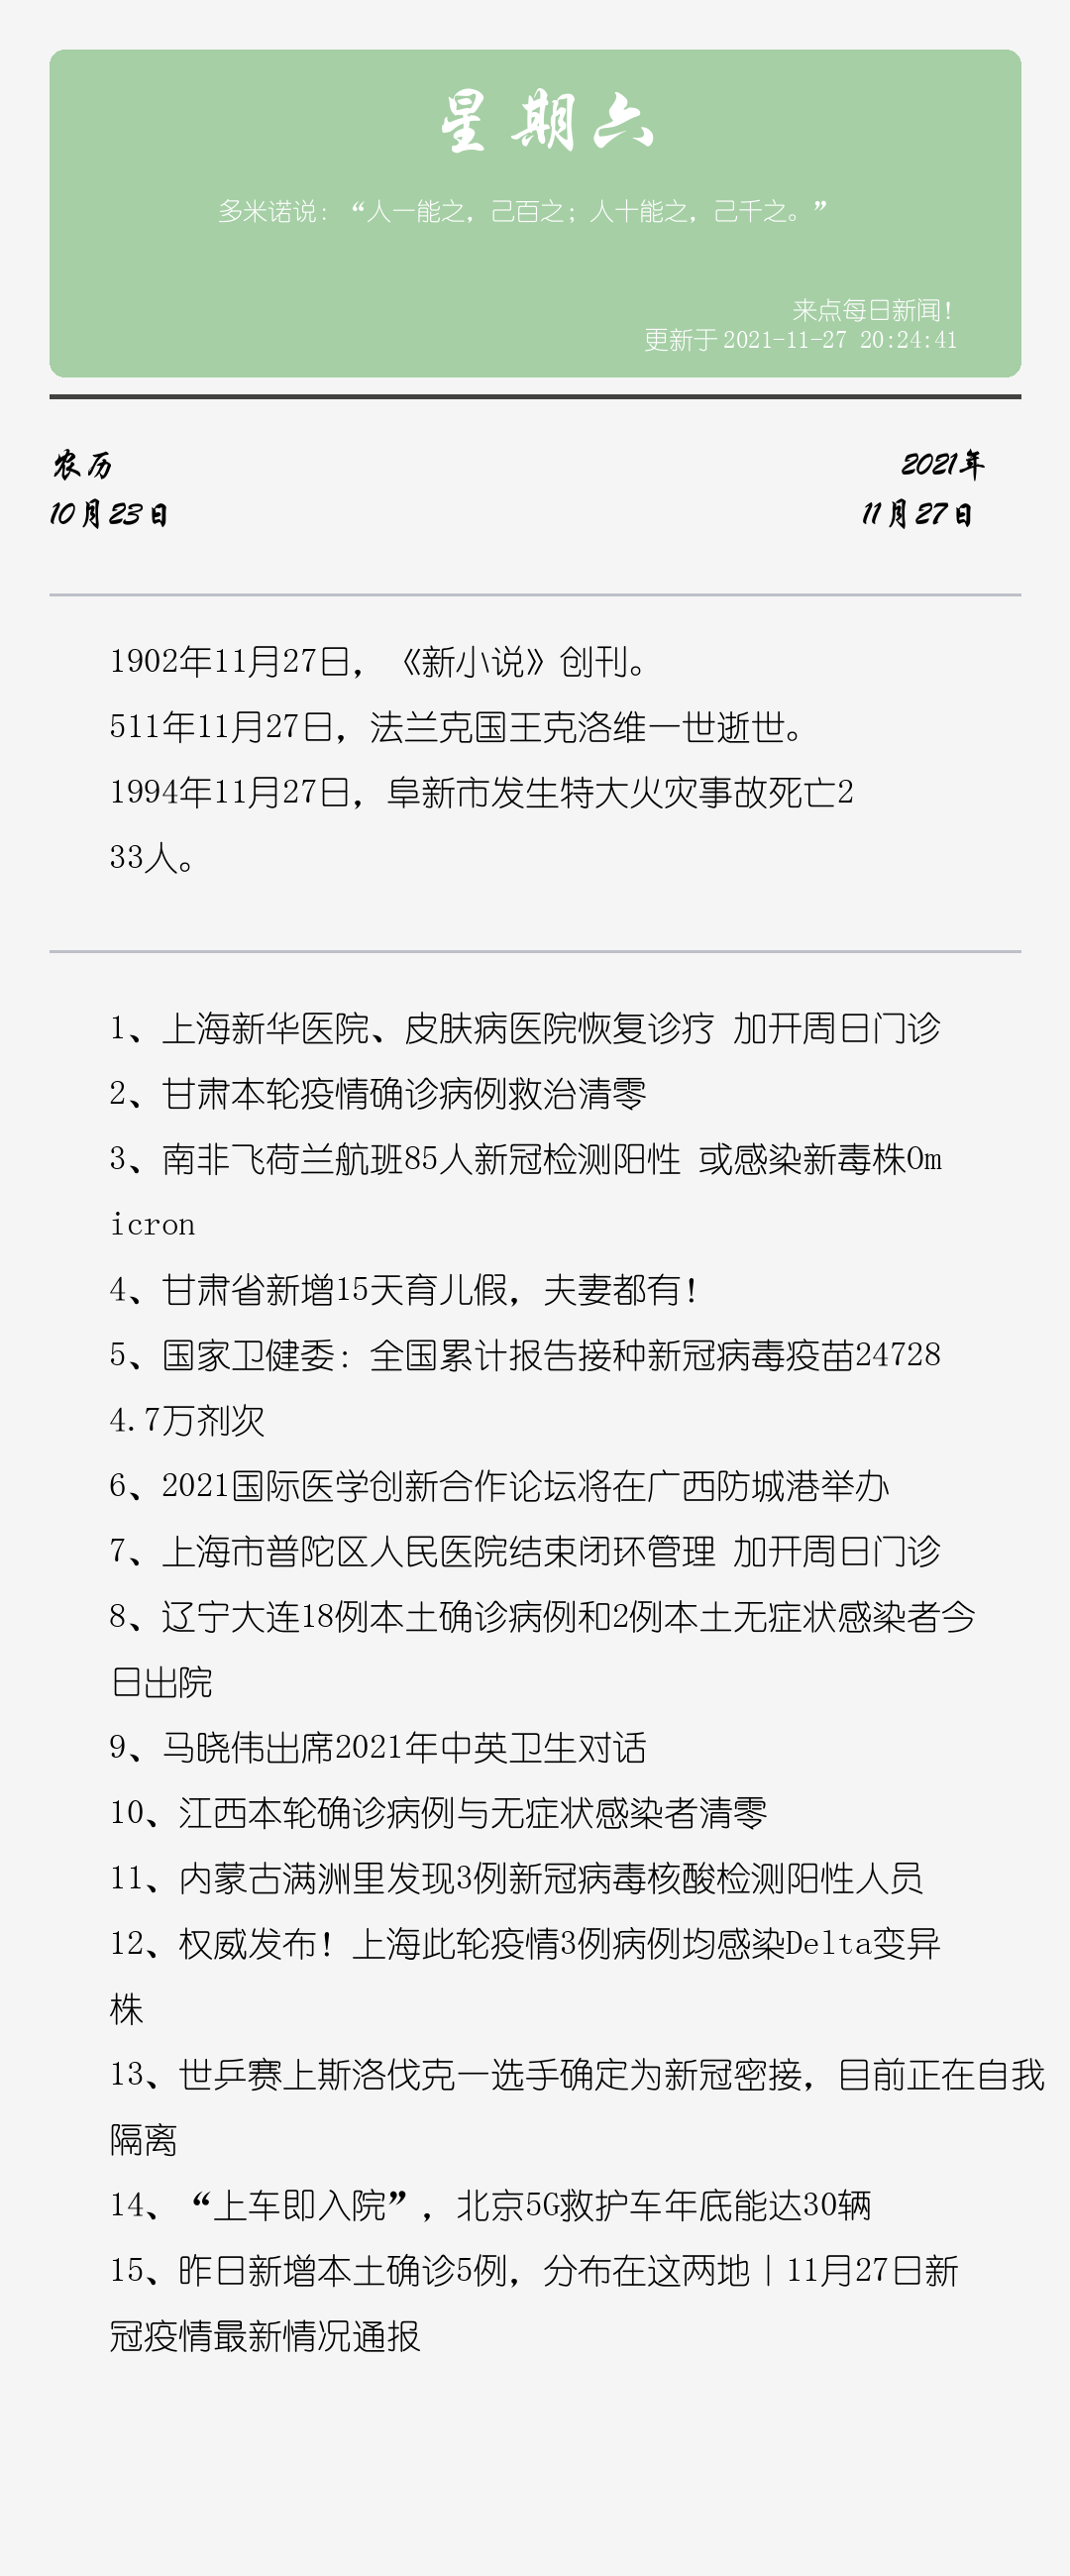 星期六
多米诺说：“人一能之，己百之；人十能之，己千之。”
来点每日新闻！
更新于2021-11-27 20:24:41
农历
2021年
10月23日
11月27日
1902年11月27日，《新小说》创刊。
511年11月27日，法兰克国王克洛维一世逝世。
1994年11月27日，阜新市发生特大火灾事故死亡2
33人。
1、上海新华医院、皮肤病医院恢复诊疗 加开周日门诊
2、甘肃本轮疫情确诊病例救治清零
3、南非飞荷兰航班85人新冠检测阳性 或感染新毒株Om
icron
4、甘肃省新增15天育儿假，夫妻都有！
5、国家卫健委：全国累计报告接种新冠病毒疫苗24728
4.7万剂次
6、2021国际医学创新合作论坛将在广西防城港举办
7、上海市普陀区人民医院结束闭环管理 加开周日门诊
8、辽宁大连18例本土确诊病例和2例本土无症状感染者今
日出院
9、马晓伟出席2021年中英卫生对话
10、江西本轮确诊病例与无症状感染者清零
11、内蒙古满洲里发现3例新冠病毒核酸检测阳性人员
12、权威发布！上海此轮疫情3例病例均感染Delta变异
株
13、世乒赛上斯洛伐克一选手确定为新冠密接，目前正在自我
隔离
14、“上车即入院”，北京5G救护车年底能达30辆
15、昨日新增本土确诊5例，分布在这两地｜11月27日新
冠疫情最新情况通报